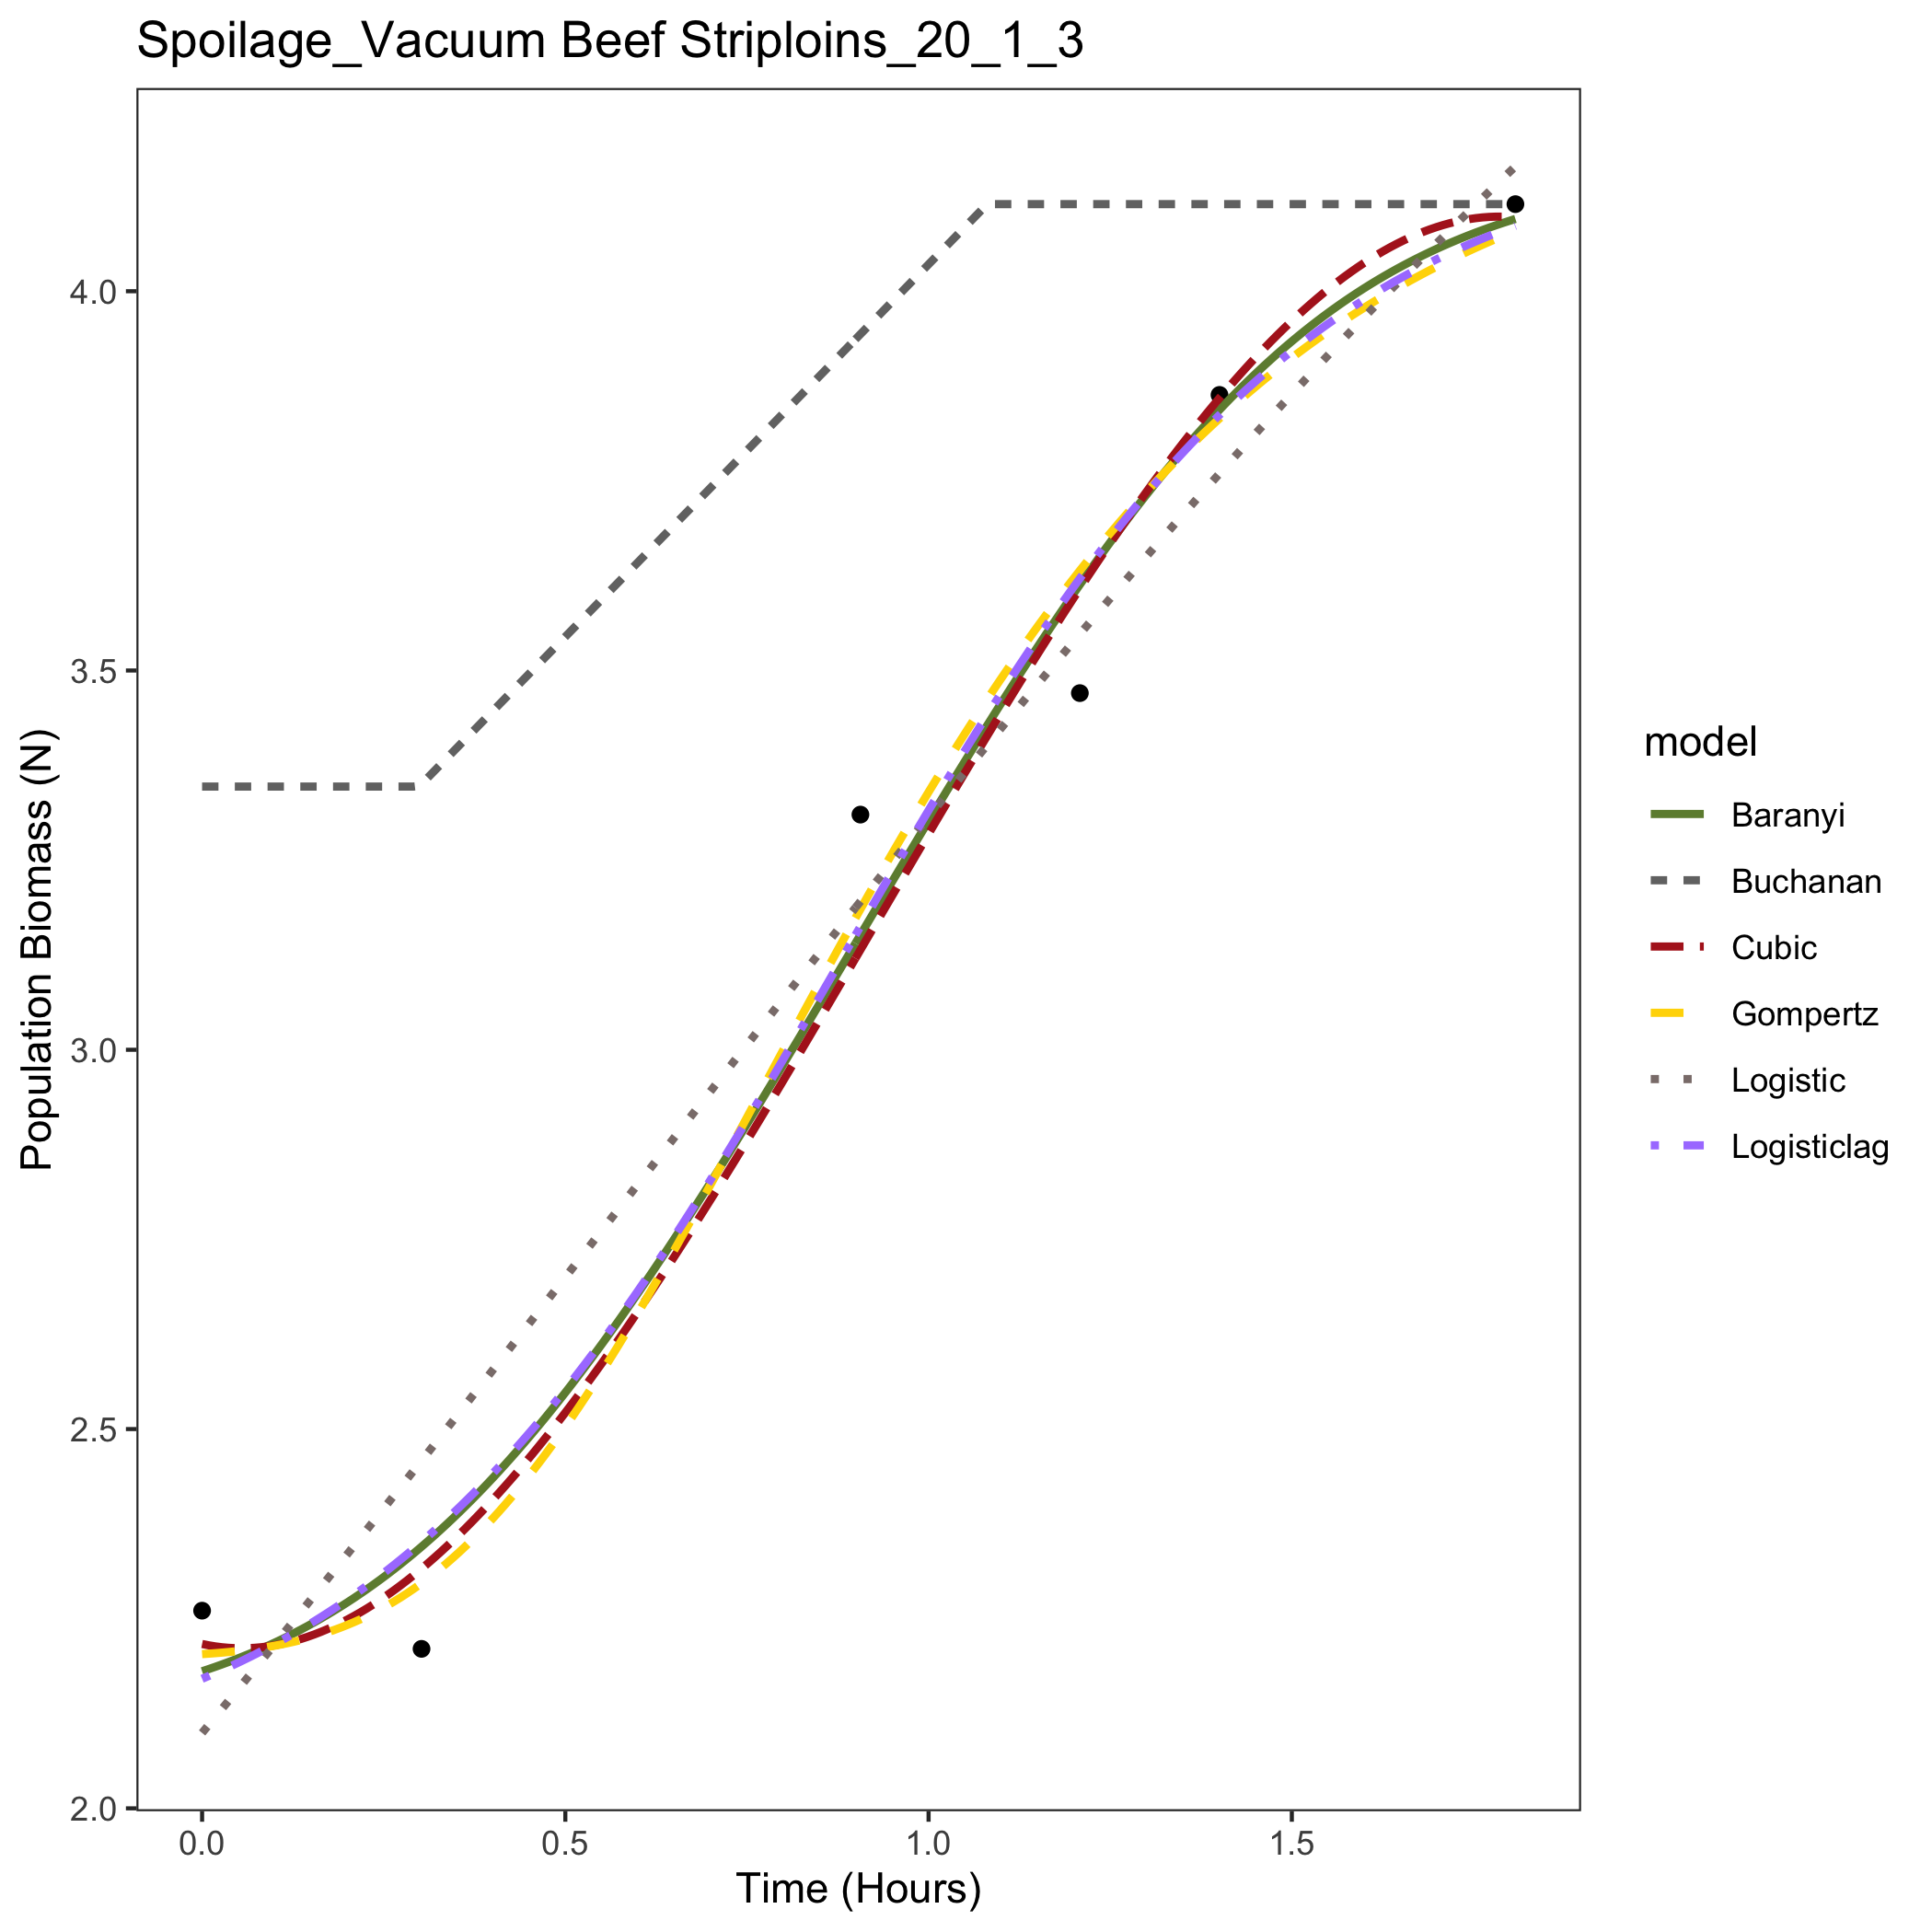 Spoilage_Vacuum Beef Striploins_20_1_3
Population Biomass (N)
4.0
3.5
3.0
2.5
2.0
0.0 0.5 1.0 1.5
Time (Hours)
model
Baranyi
Buchanan
Cubic
Gompertz
Logistic
Logisticlag